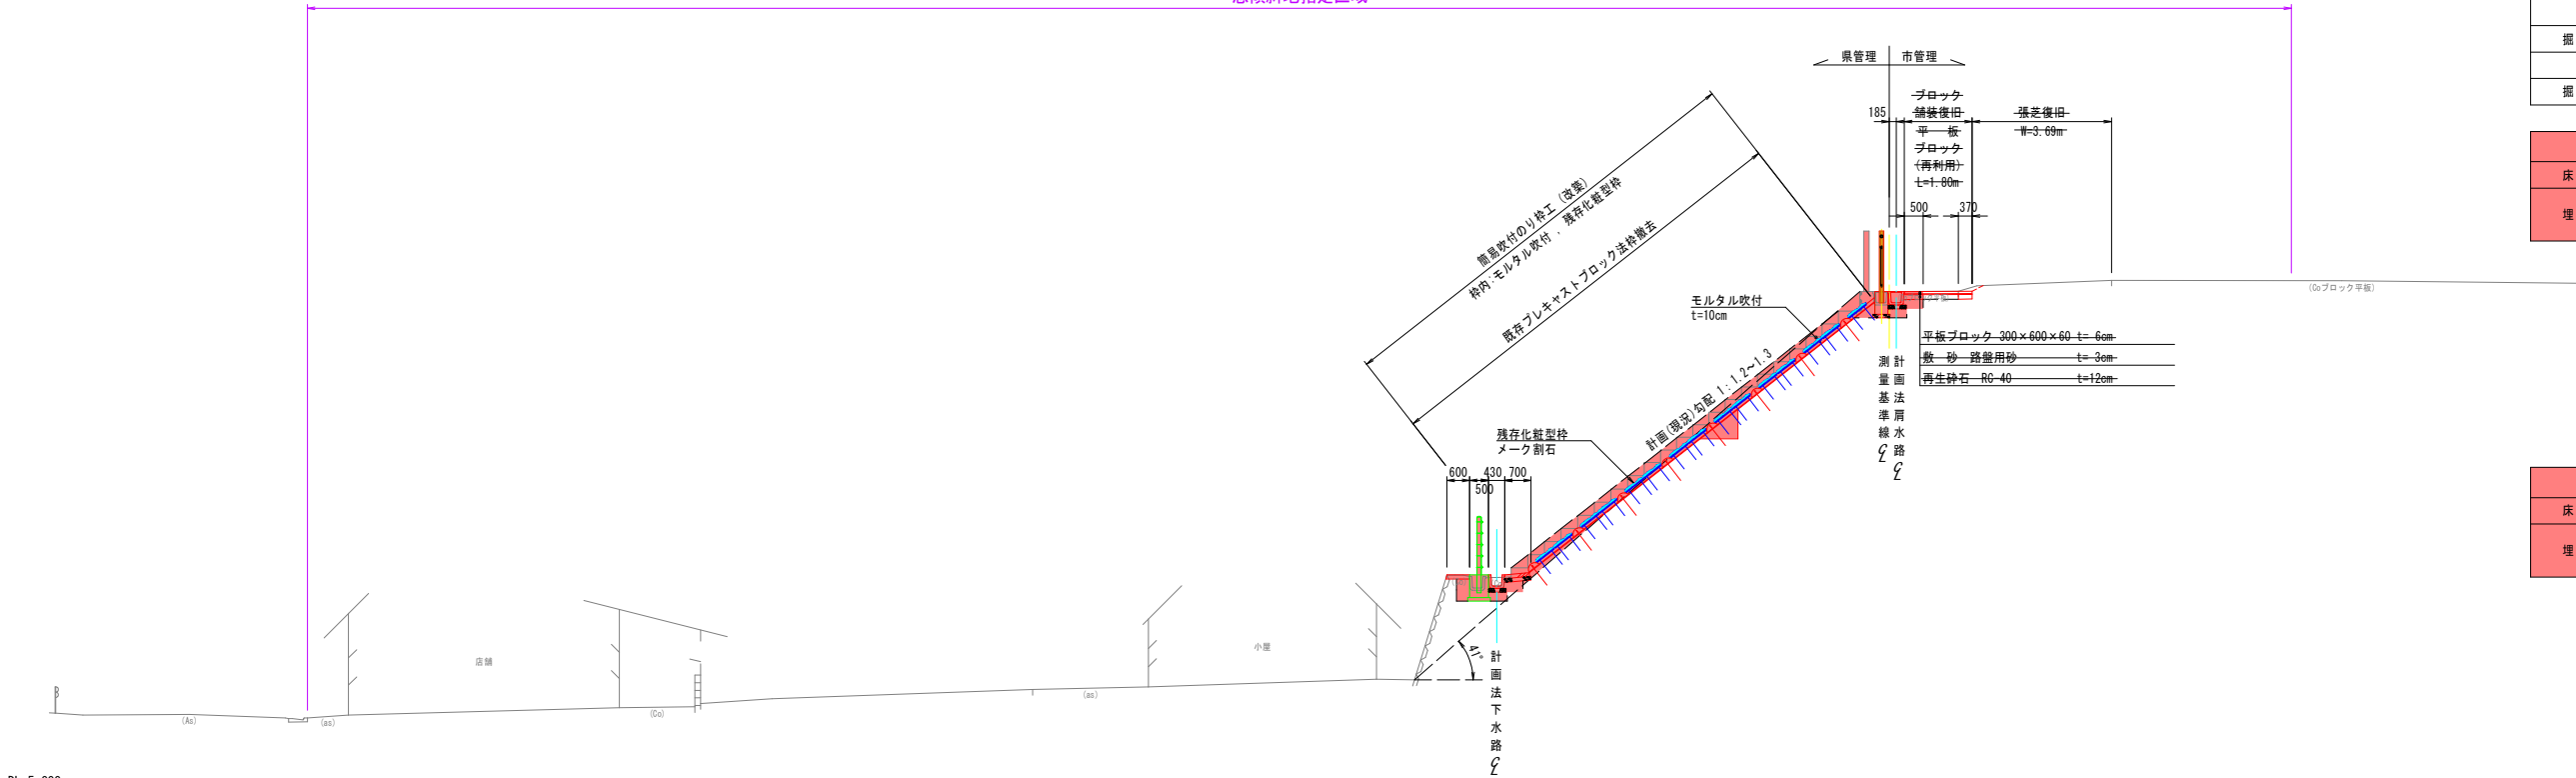 県管理 市管理
ブロック
舗装復旧
平 板
ブロック
(再利用)
L=1.80m
185
張芝復旧
W=3.69m
500
370
簡易吹付のり枠工 (改築)
枠内:モルタル吹付 、残存化粧型枠
既存プレキャストブロック法枠撤去
モルタル吹付
t=10cm
計画(現況)勾配 1:1.2~1.3
残存化粧型枠
メーク割石
600
500
430
700
平板ブロック 300×600×60 t= 6cm
敷 砂 路盤用砂 t= 3cm
再生砕石 RC-40 t=12cm
測量基準線
計画法肩水路
計画法下水路
41°
(Coブロック平板)
店舗
小屋
(As)
(as)
(Co)
(as)
掘
掘
床
埋
床
埋